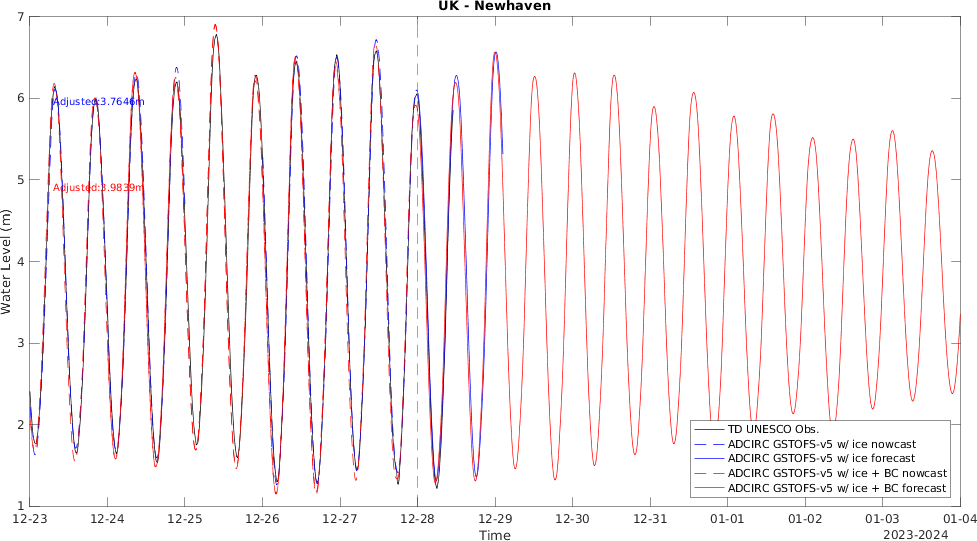 UK - Newhaven
7
6
5
4
3
2
1
Water Level (m)
Adjusted:3.7646m
Adjusted:3.9839m
TD UNESCO Obs.
ADCIRC GSTOFS-v5 w/ ice nowcast
ADCIRC GSTOFS-v5 w/ ice forecast
ADCIRC GSTOFS-v5 w/ ice + BC nowcast
ADCIRC GSTOFS-v5 w/ ice + BC forecast
12-23 12-24 12-25 12-26 12-27 12-28 12-29 12-30 12-31 01-01 01-02 01-03 01-04
Time
2023-2024